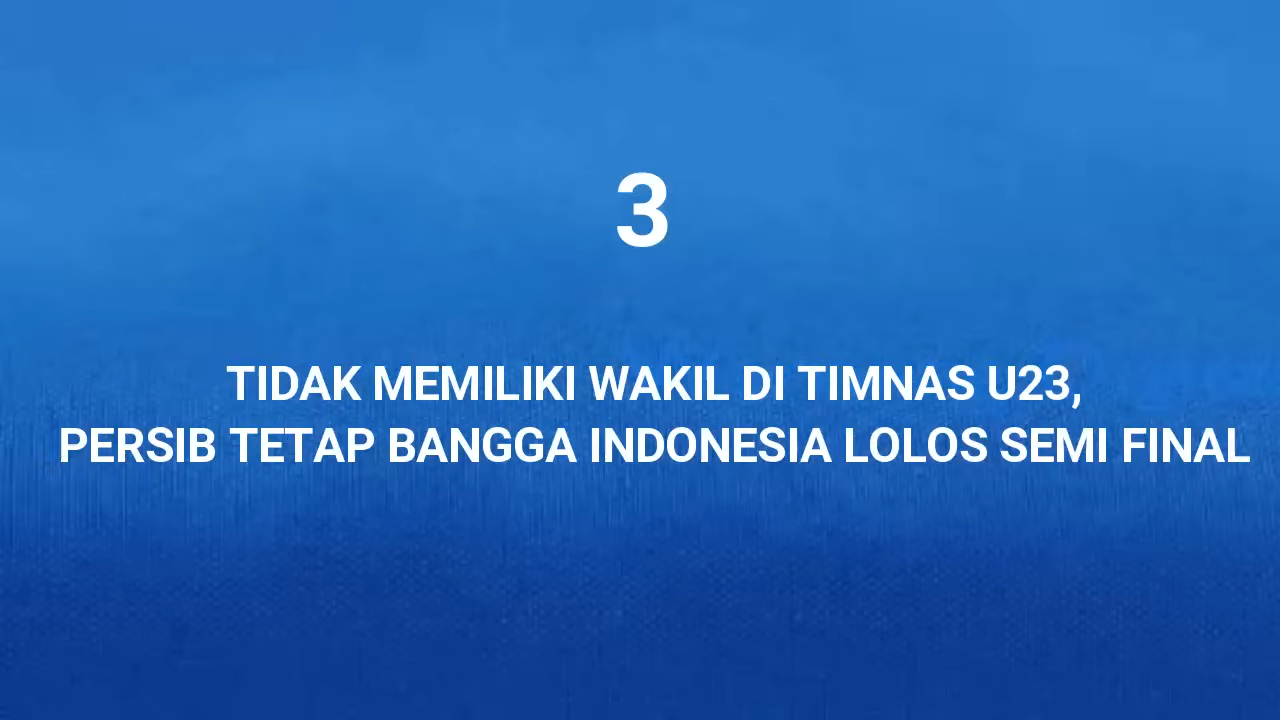 3
TIDAK MEMILIKI WAKIL DI TIMNAS U23,
PERSIB TETAP BANGGA INDONESIA LOLOS SEMI FINAL